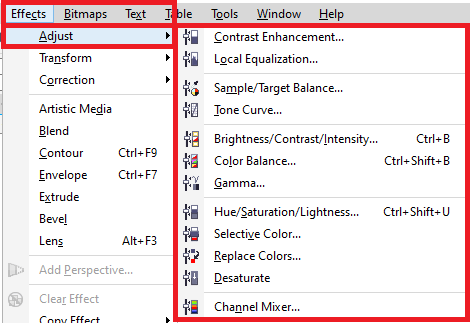 Effects Bitmaps Text Table Tools Window Help
Adjust
Transform
Correction
Artistic Media
Blend
Contour Ctrl+F9
Envelope Ctrl+F7
Extrude
Bevel
Lens Alt+F3
Add Perspective...
Clear Effect
Copy Effect
Contrast Enhancement...
Local Equalization...
Sample/Target Balance...
Tone Curve...
Brightness/Contrast/Intensity... Ctrl+B
Color Balance... Ctrl+Shift+B
Gamma...
Hue/Saturation/Lightness... Ctrl+Shift+U
Selective Color...
Replace Colors...
Desaturate
Channel Mixer...